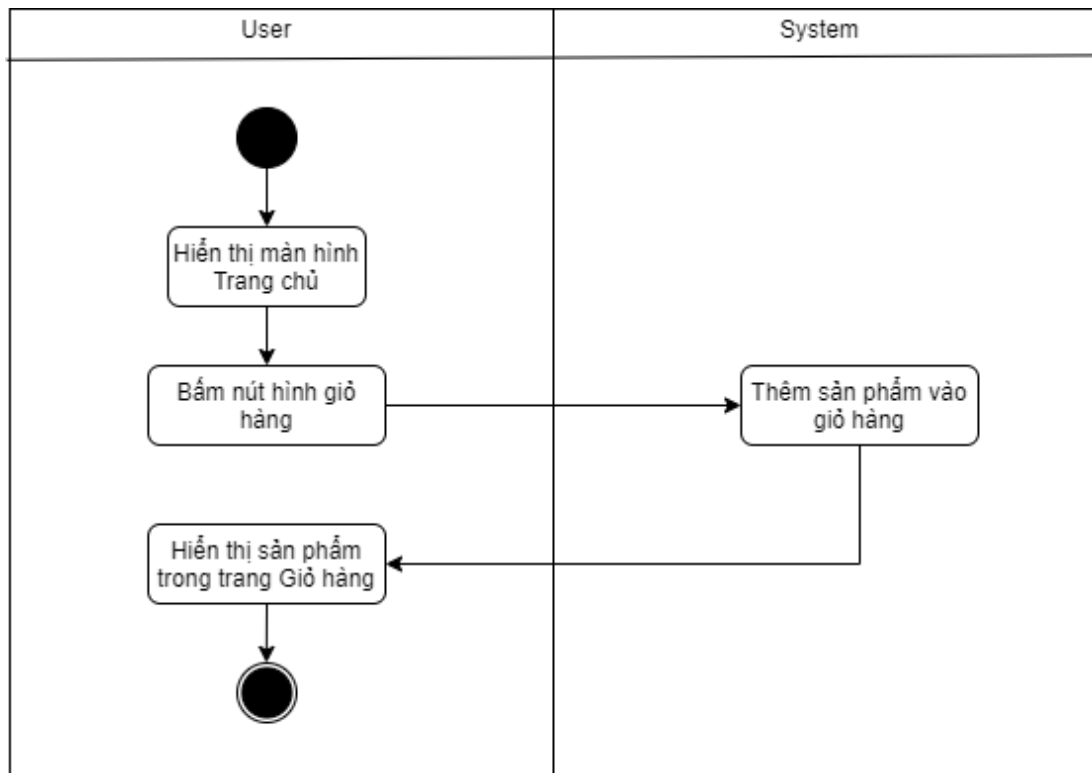 User
System
Hiển thị màn hình
Trang chủ
Bấm nút hình giỏ
hàng
Thêm sản phẩm vào
giỏ hàng
Hiển thị sản phẩm
trong trang Giỏ hàng